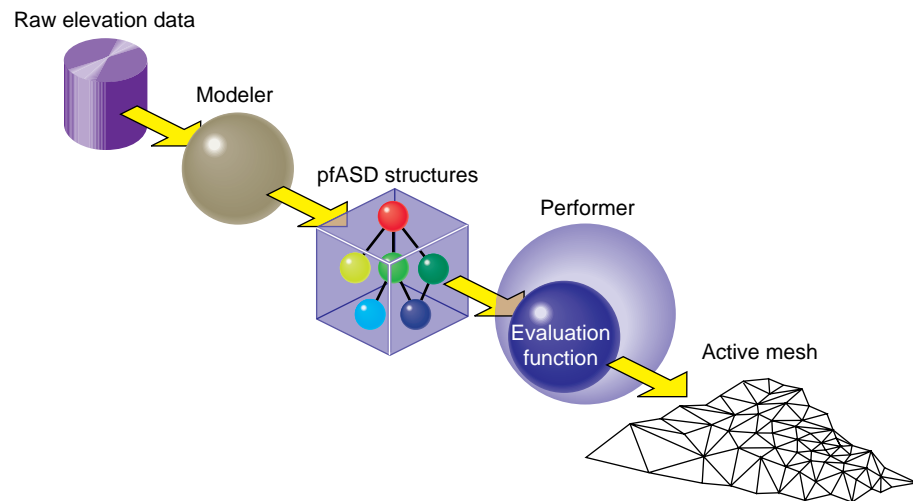 Raw elevation data
Modeler
pfASD structures
Performer
Evaluation
function
Active mesh